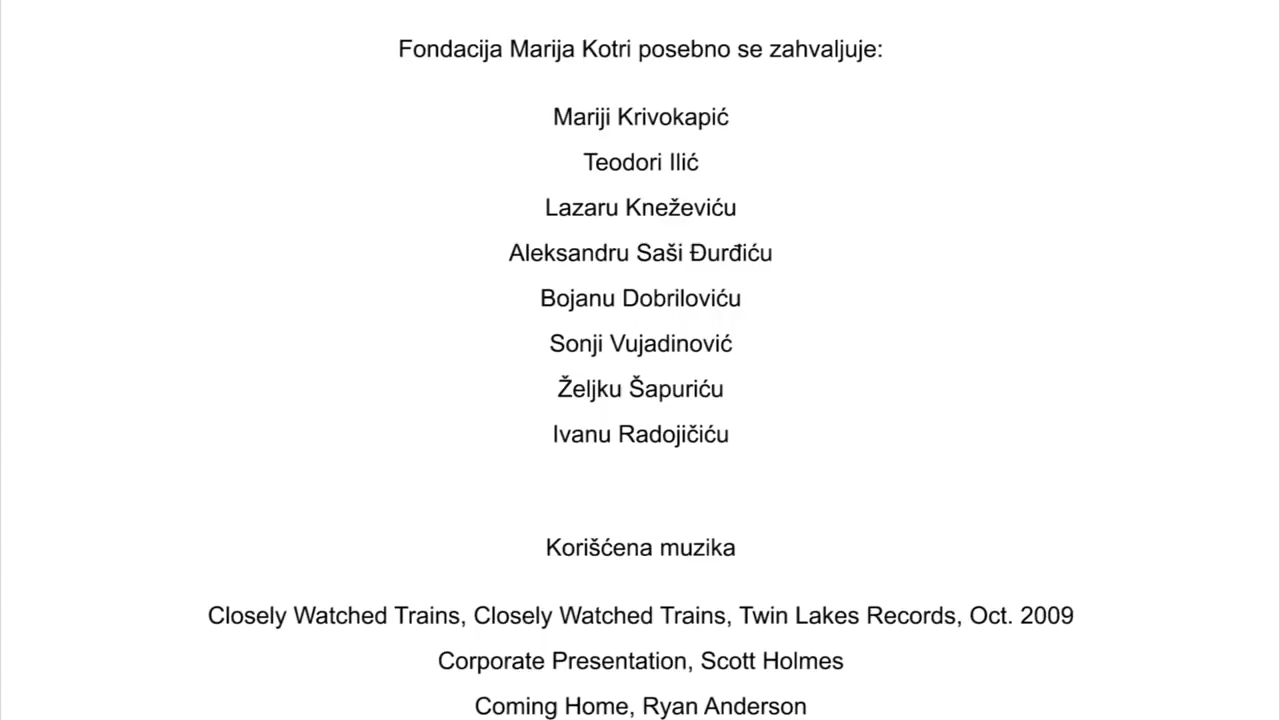 Fondacija Marija Kotri posebno se zahvaljuje:
Mariji Krivokapić
Teodori Ilić
Lazaru Kneževiću
Aleksandru Saši Đurđiću
Bojanu Dobriloviću
Sonji Vujadinović
Željku Šapuriću
Ivanu Radojičiću
Korišćena muzika
Closely Watched Trains, Closely Watched Trains, Twin Lakes Records, Oct. 2009
Corporate Presentation, Scott Holmes
Coming Home, Ryan Anderson